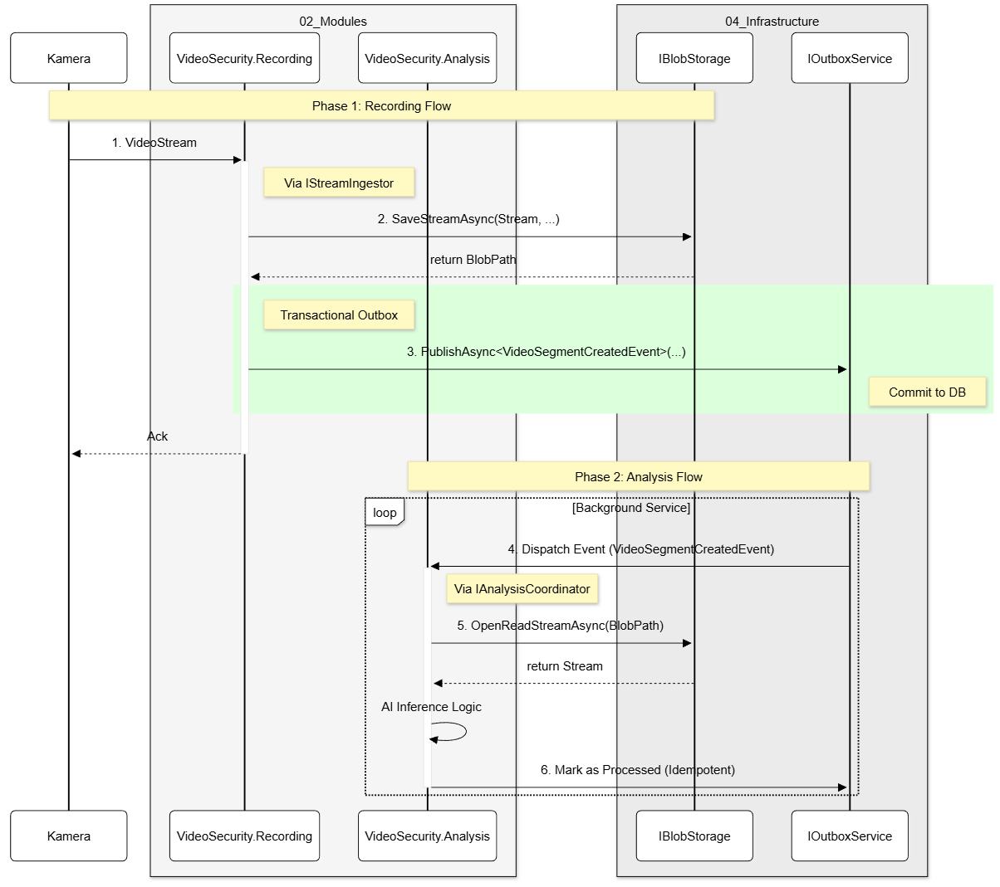 02_Modules
04_Infrastructure
Kamera
VideoSecurity.Recording
VideoSecurity.Analysis
IBlobStorage
IOutboxService
Phase 1: Recording Flow
1. VideoStream
Via IStreamIngestor
2. SaveStreamAsync(Stream, ...)
return BlobPath
Transactional Outbox
3. PublishAsync<VideoSegmentCreatedEvent>(...)
Commit to DB
Ack
Phase 2: Analysis Flow
loop
[Background Service]
4. Dispatch Event (VideoSegmentCreatedEvent)
Via IAnalysisCoordinator
5. OpenReadStreamAsync(BlobPath)
return Stream
AI Inference Logic
6. Mark as Processed (Idempotent)
Kamera
VideoSecurity.Recording
VideoSecurity.Analysis
IBlobStorage
IOutboxService